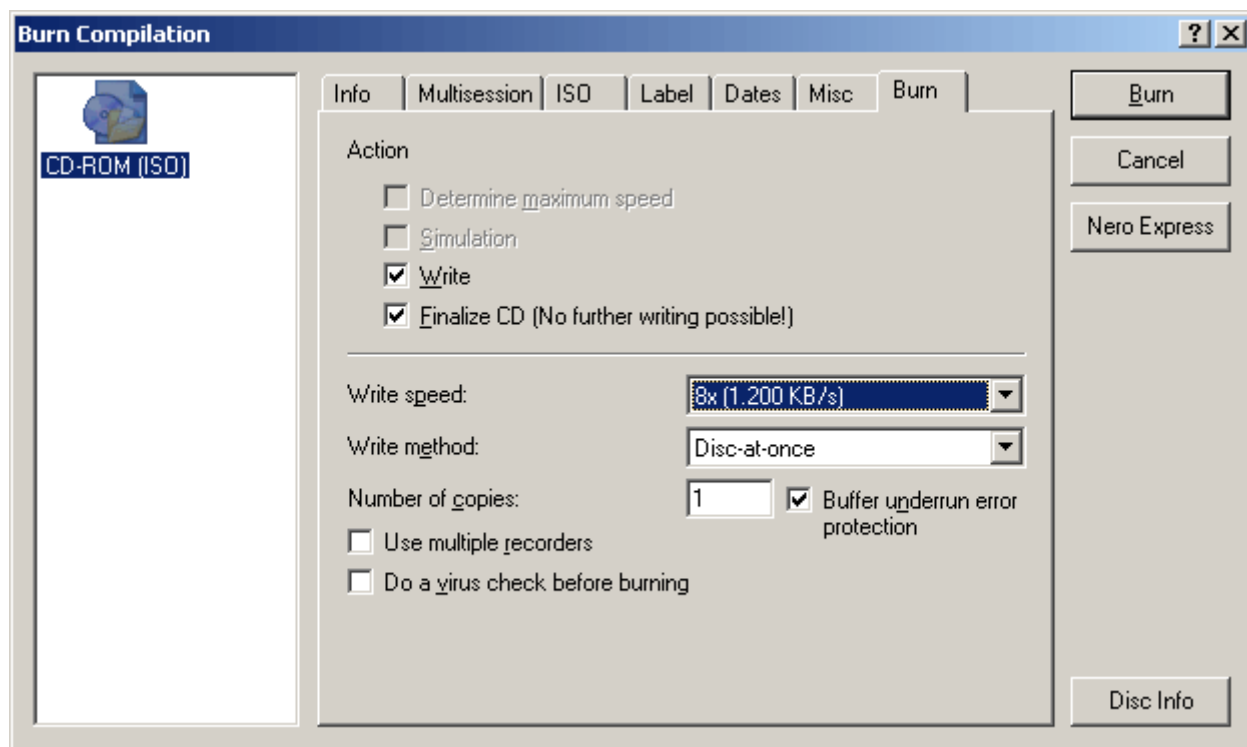 Burn Compilation
CD-ROM (ISO)
Info Multisession ISO Label Dates Misc Burn
Action
Determine maximum speed
Simulation
Write
Finalize CD (No further writing possible!)
Write speed: 8x (1.200 KB/s)
Write method: Disc-at-once
Number of copies: 1 Buffer underrun error
protection
Use multiple recorders
Do a virus check before burning
Burn
Cancel
Nero Express
Disc Info